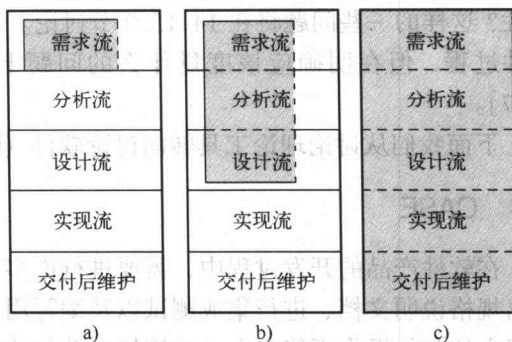 需求流
分析流
设计流
实现流
交付后维护
a)
需求流
分析流
设计流
实现流
交付后维护
b)
需求流
分析流
设计流
实现流
交付后维护
c)